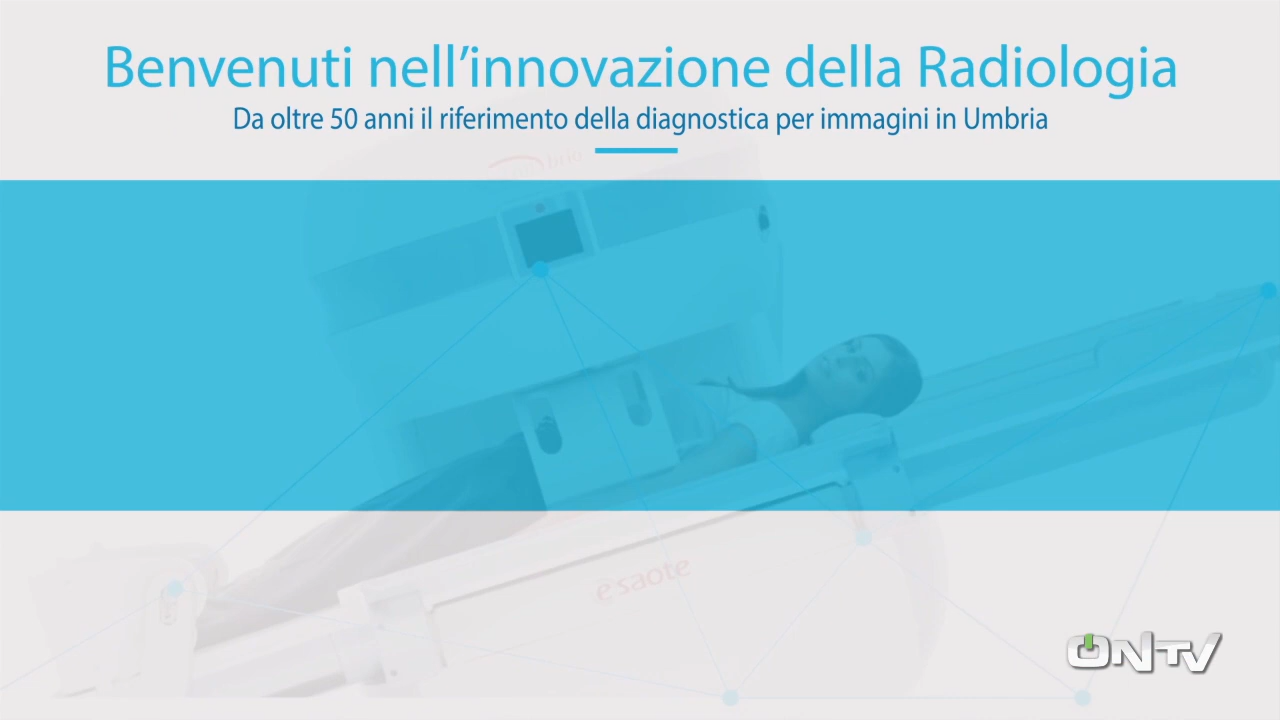 Benvenuti nell'innovazione della Radiologia
Da oltre 50 anni il riferimento della diagnostica per immagini in Umbria
esaote
ONTV